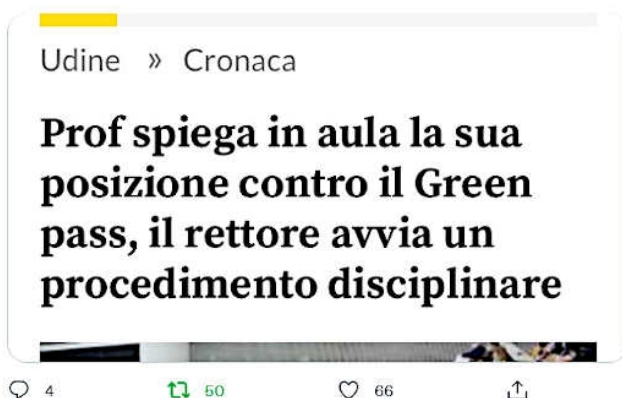 Udine » Cronaca
Prof spiega in aula la sua
posizione contro il Green
pass, il rettore avvia un
procedimento disciplinare
4 50 66